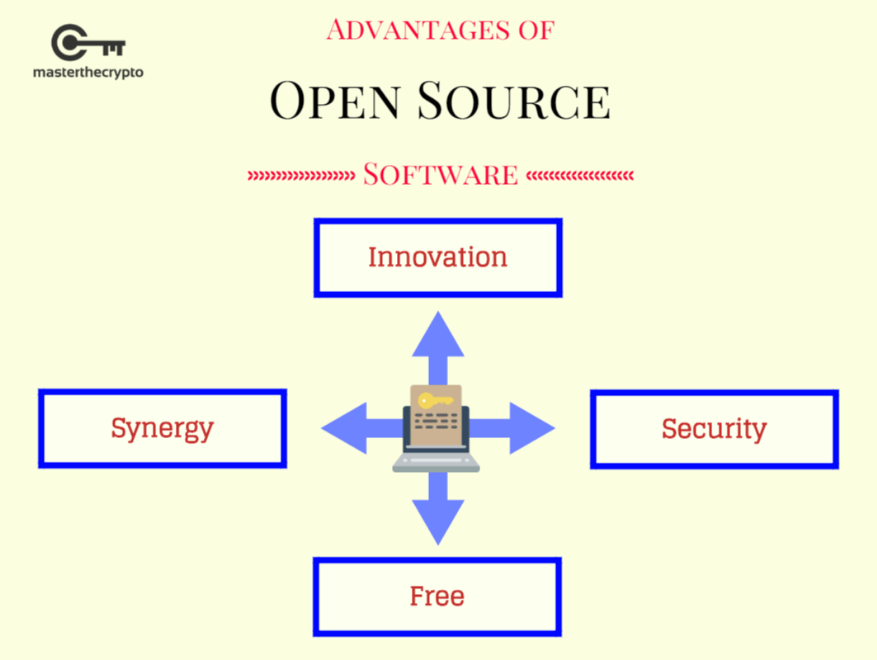 masterthecrypto
Advantages of
Open Source
»»»»»»»»»» Software ««««««««««
Innovation
Synergy
Security
Free